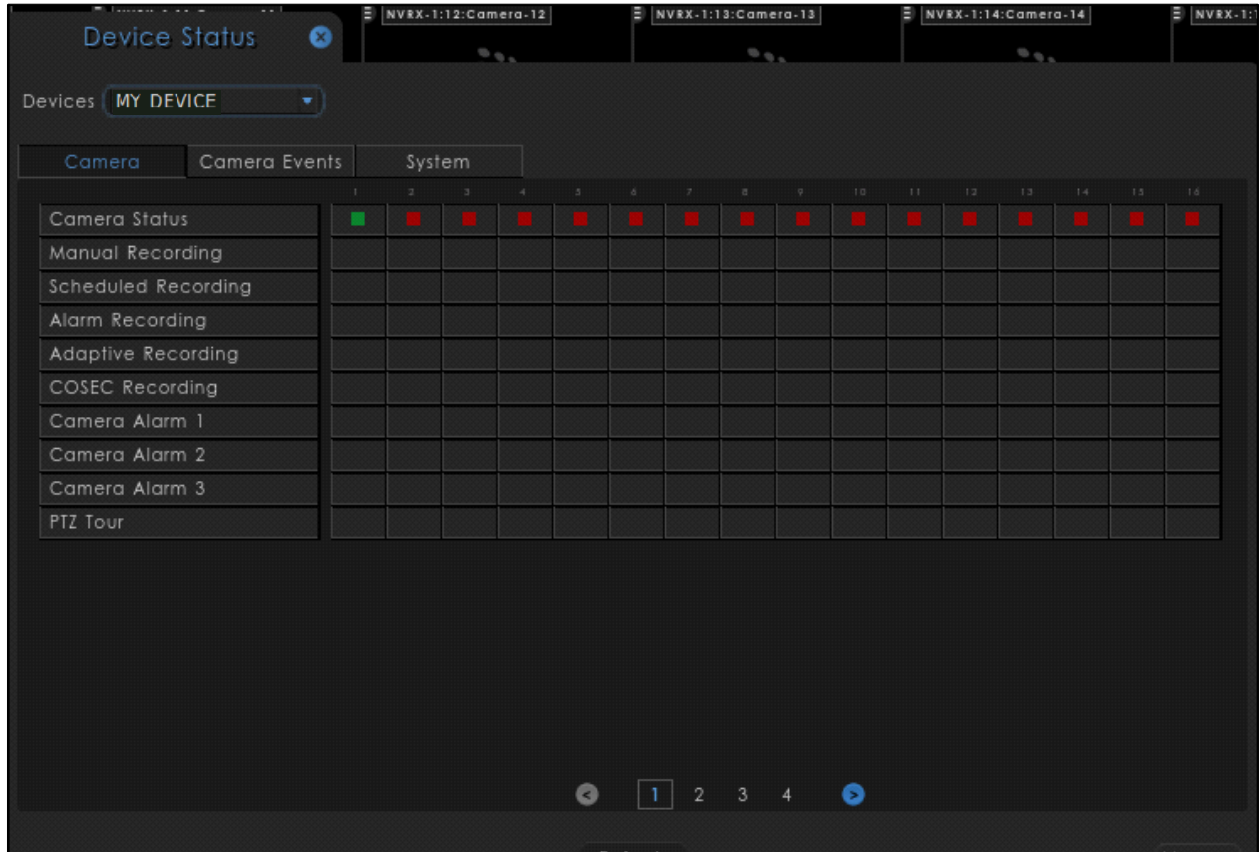 NVRX-1:12:Camera-12 NVRX-1:13:Camera-13 NVRX-1:14:Camera-14
Device Status
Devices MY DEVICE
Camera Camera Events System
1 2 3 4 5 6 7 8 9 10 11 12 13 14 15 16
Camera Status
Manual Recording
Scheduled Recording
Alarm Recording
Adaptive Recording
COSEC Recording
Camera Alarm 1
Camera Alarm 2
Camera Alarm 3
PTZ Tour
< 1 2 3 4 >